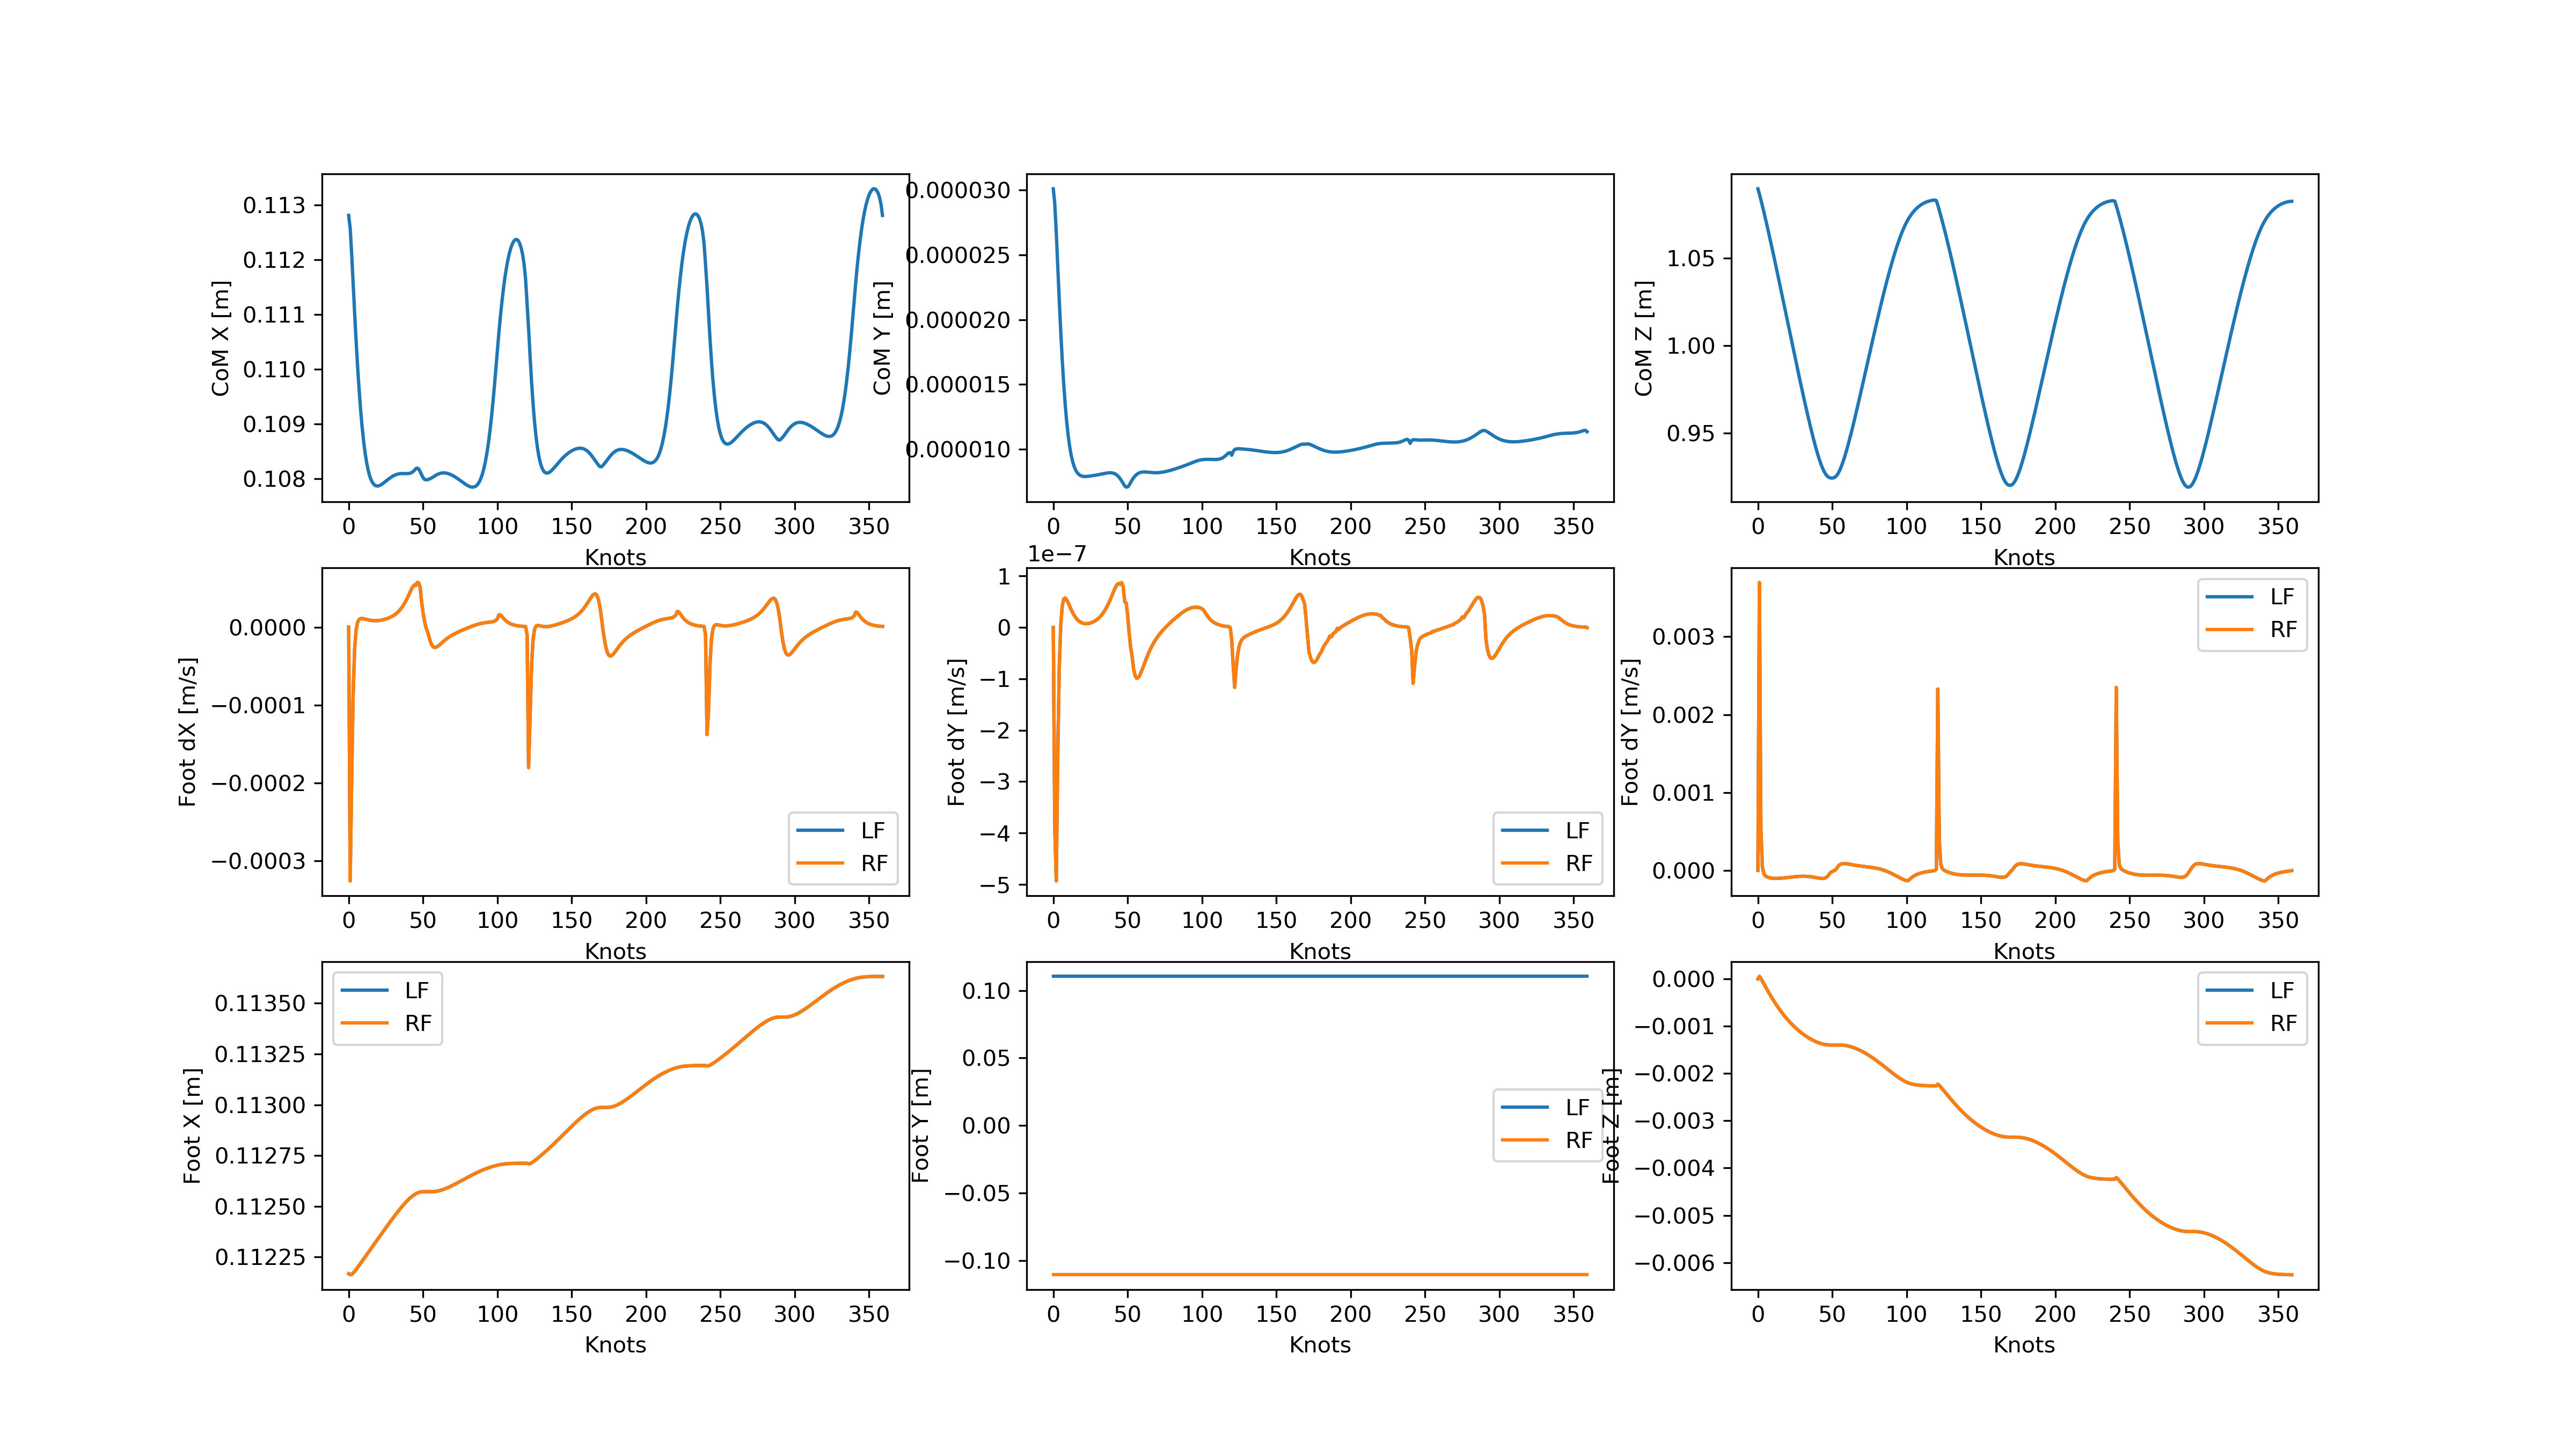 CoM X [m]
0.113
0.112
0.111
0.110
0.109
0.108
0 50 100 150 200 250 300 350
Knots
CoM Y [m]
0.000030
0.000025
0.000020
0.000015
0.000010
0 50 100 150 200 250 300 350
Knots
CoM Z [m]
1.05
1.00
0.95
0 50 100 150 200 250 300 350
Knots
Foot dX [m/s]
0.0000
−0.0001
−0.0002
−0.0003
LF
RF
0 50 100 150 200 250 300 350
Knots
1e−7
Foot dY [m/s]
1
0
−1
−2
−3
−4
−5
LF
RF
0 50 100 150 200 250 300 350
Knots
Foot dY [m/s]
0.003
0.002
0.001
0.000
LF
RF
0 50 100 150 200 250 300 350
Knots
Foot X [m]
0.11350
0.11325
0.11300
0.11275
0.11250
0.11225
LF
RF
0 50 100 150 200 250 300 350
Knots
Foot Y [m]
0.10
0.05
0.00
−0.05
−0.10
LF
RF
0 50 100 150 200 250 300 350
Knots
Foot Z [m]
0.000
−0.001
−0.002
−0.003
−0.004
−0.005
−0.006
LF
RF
0 50 100 150 200 250 300 350
Knots